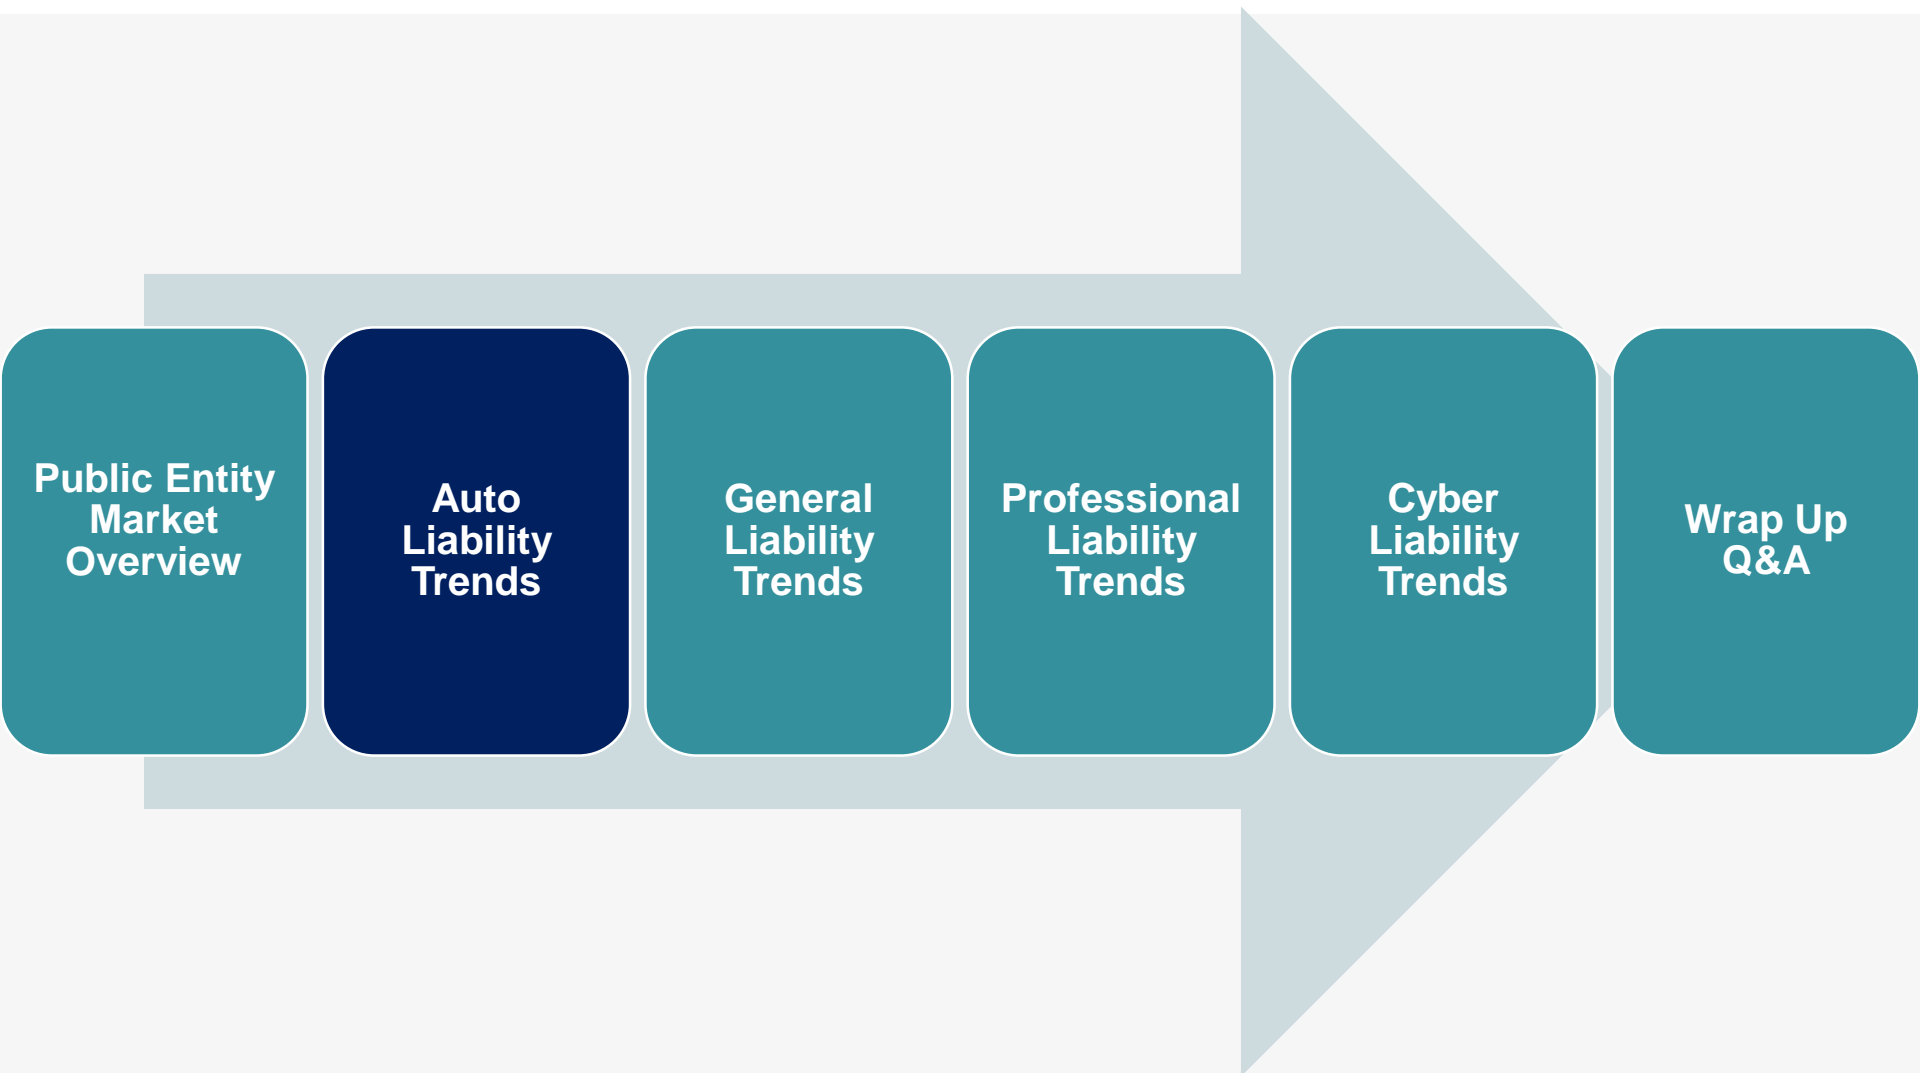 Public Entity
Market
Overview
Auto
Liability
Trends
General
Liability
Trends
Professional
Liability
Trends
Cyber
Liability
Trends
Wrap Up
Q&A